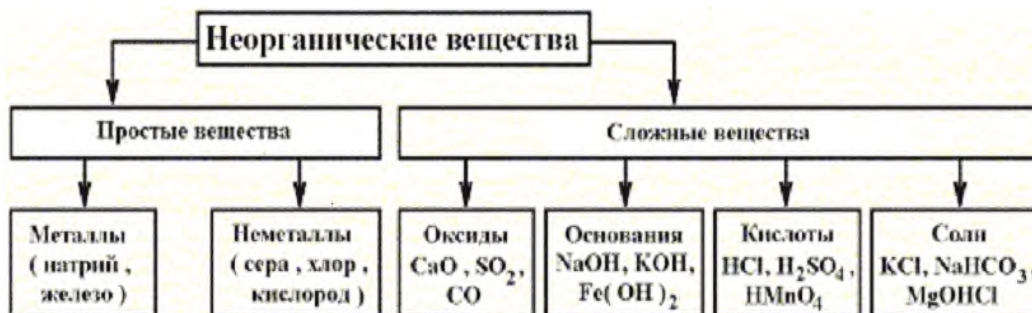 Неорганические вещества
Простые вещества
Сложные вещества
Металлы
( натрий ,
железо )
Неметаллы
( сера , хлор ,
кислород )
Оксиды
CaO , SO₂,
CO
Основания
NaOH, KOH,
Fe( OH )₂
Кислоты
HCl, H₂SO₄,
HMnO₄
Соли
KCl, NaHCO₃,
MgOHCl